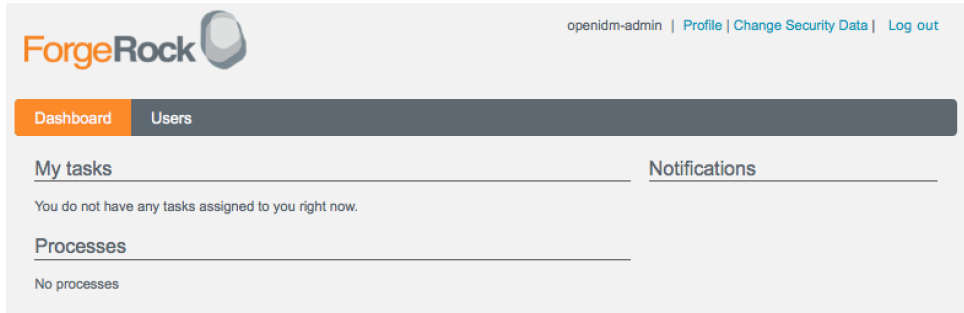 ForgeRock
openidm-admin | Profile | Change Security Data | Log out
Dashboard Users
My tasks
Notifications
You do not have any tasks assigned to you right now.
Processes
No processes